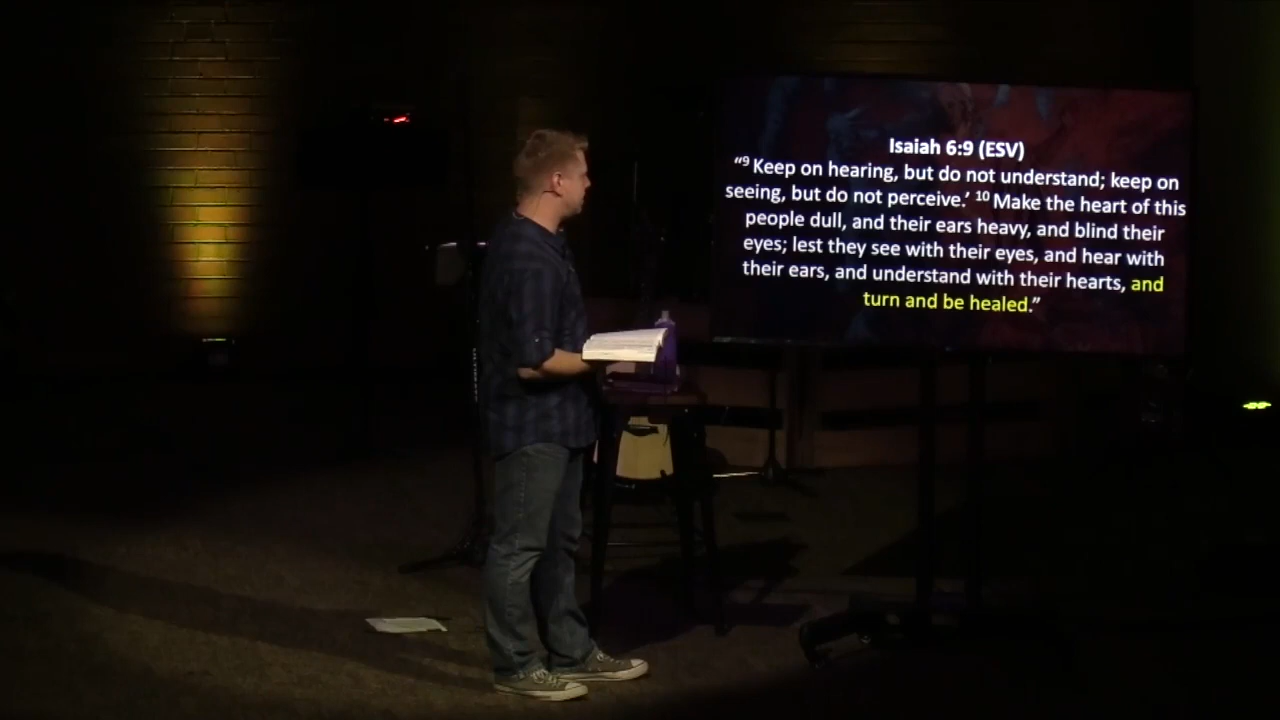 Isaiah 6:9 (ESV)
“⁹ Keep on hearing, but do not understand; keep on
seeing, but do not perceive.’ ¹⁰ Make the heart of this
people dull, and their ears heavy, and blind their
eyes; lest they see with their eyes, and hear with
their ears, and understand with their hearts, and
turn and be healed.”